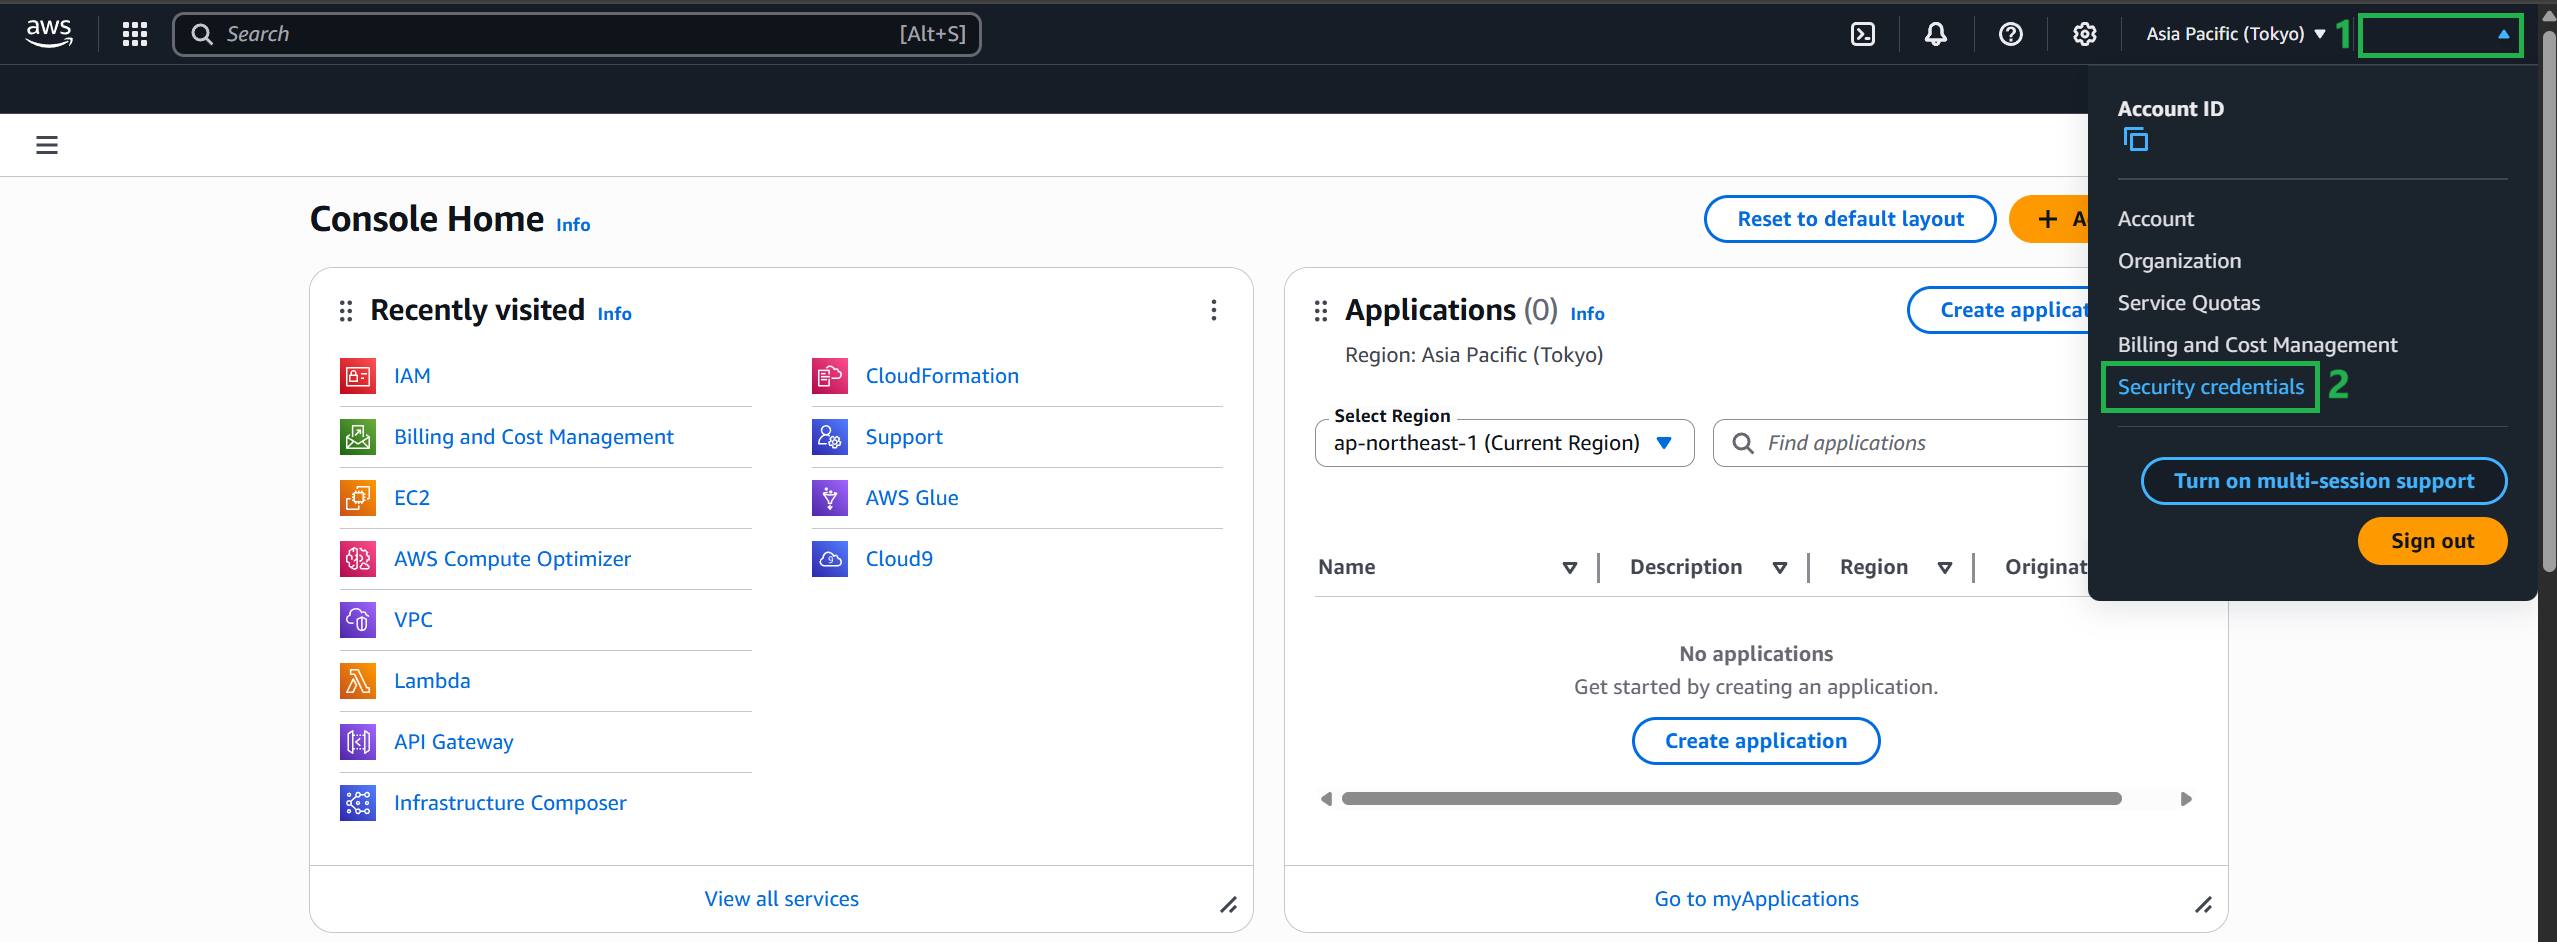 aws
Search [Alt+S]
Asia Pacific (Tokyo)
1
Account ID
Account
Organization
Service Quotas
Billing and Cost Management
Security credentials 2
Turn on multi-session support
Sign out
Console Home Info
Reset to default layout
+ A
Recently visited Info
IAM
Billing and Cost Management
EC2
AWS Compute Optimizer
VPC
Lambda
API Gateway
Infrastructure Composer
CloudFormation
Support
AWS Glue
9
Cloud9
View all services
Applications (0) Info
Create applicat
Region: Asia Pacific (Tokyo)
Select Region
ap-northeast-1 (Current Region)
Find applications
Name Description Region Originat
No applications
Get started by creating an application.
Create application
Go to myApplications